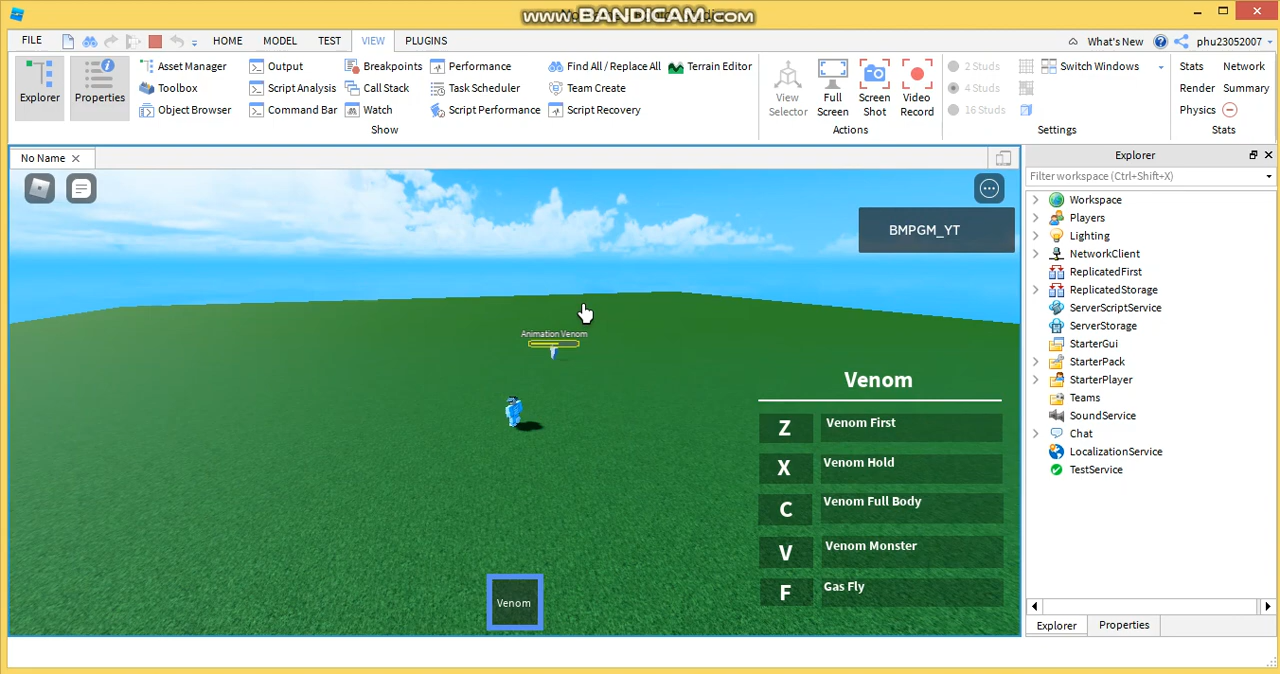 www.BANDICAM.com
FILE HOME MODEL TEST VIEW PLUGINS What's New phu23052007
Explorer
Properties
Asset Manager
Toolbox
Object Browser
Output
Script Analysis
Command Bar
Breakpoints
Call Stack
Watch
Performance
Task Scheduler
Script Performance
Find All / Replace All
Team Create
Script Recovery
Terrain Editor
Show
View Selector
Full Screen
Screen Shot
Video Record
Actions
2 Studs
4 Studs
16 Studs
Switch Windows
Settings
Stats Network
Render Summary
Physics
Stats
No Name
BMPGM_YT
Animation Venom
Venom
Z Venom First
X Venom Hold
C Venom Full Body
V Venom Monster
F Gas Fly
Venom
Explorer
Filter workspace (Ctrl+Shift+X)
Workspace
Players
Lighting
NetworkClient
ReplicatedFirst
ReplicatedStorage
ServerScriptService
ServerStorage
StarterGui
StarterPack
StarterPlayer
Teams
SoundService
Chat
LocalizationService
TestService
Explorer Properties